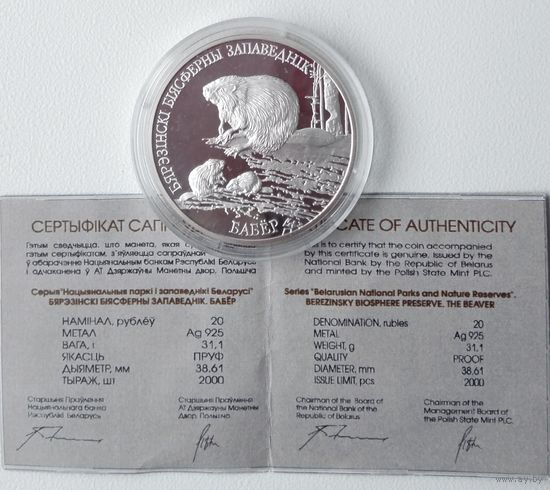 БЯРЭЗІНСКІ БІЯСФЕРНЫ ЗАПАВЕДНІК
БАБЁР
СЕРТЫФІКАТ
Гэтым сведчыцца, што манета, якая
гэтым сертыфікатам, з'яўляецца сапраўднай
у абарачэнне Нацыянальным банкам Рэспублікі Беларусь
і адчаканена ў АТ Дзяржаўны Манетны Двор, Польшча
Серыя "Нацыянальныя паркі і запаведнікі Беларусі"
БЯРЭЗІНСКІ БІЯСФЕРНЫ ЗАПАВЕДНІК. БАБЁР
НАМІНАЛ, рублёў 20
МЕТАЛ Ag 925
ВАГА, г 31,1
ЯКАСЦЬ ПРУФ
ДЫЯМЕТР, мм 38.61
ТЫРАЖ, шт 2000
Старшыня Праўлення
Нацыянальнага банка
Рэспублікі Беларусь
Старшыня Праўлення
АТ Дзяржаўны Манетны
Двор, Польшча
CATE OF AUTHENTICITY
is to certify that the coin accompanied
by this certificate is genuine, issued by the
National Bank by the Republic of Belarus
and minted by the Polish State Mint PLC.
Series "Belarusian National Parks and Nature Reserves".
BEREZINSKY BIOSPHERE PRESERVE. THE BEAVER
DENOMINATION, rubles 20
METAL Ag 925
WEIGHT, g 31.1
QUALITY PROOF
DIAMETER, mm 38.61
ISSUE LIMIT, pcs 2000
Chairman of the Board
of the National Bank of the
Republic of Belarus
Chairman of the
Management Board of
the Polish State Mint PLC.
www.ay.by